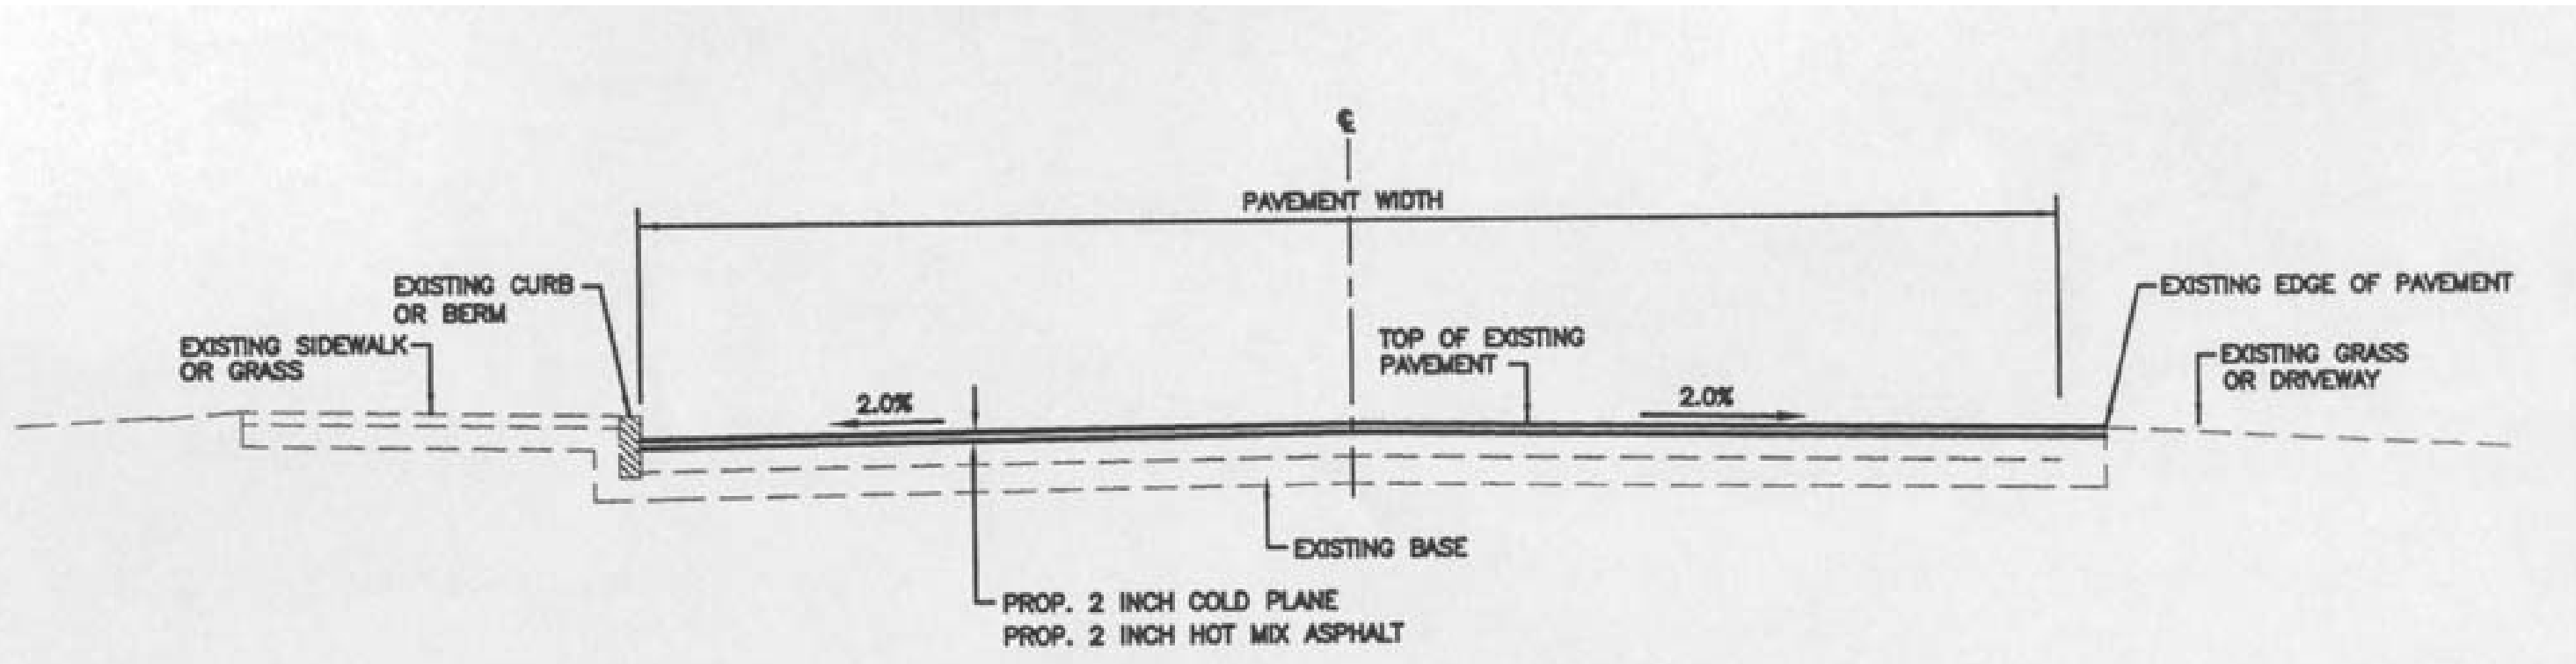 ℄
PAVEMENT WIDTH
EXISTING CURB
OR BERM
EXISTING EDGE OF PAVEMENT
EXISTING SIDEWALK
OR GRASS
TOP OF EXISTING
PAVEMENT
EXISTING GRASS
OR DRIVEWAY
2.0%
2.0%
EXISTING BASE
PROP. 2 INCH COLD PLANE
PROP. 2 INCH HOT MIX ASPHALT